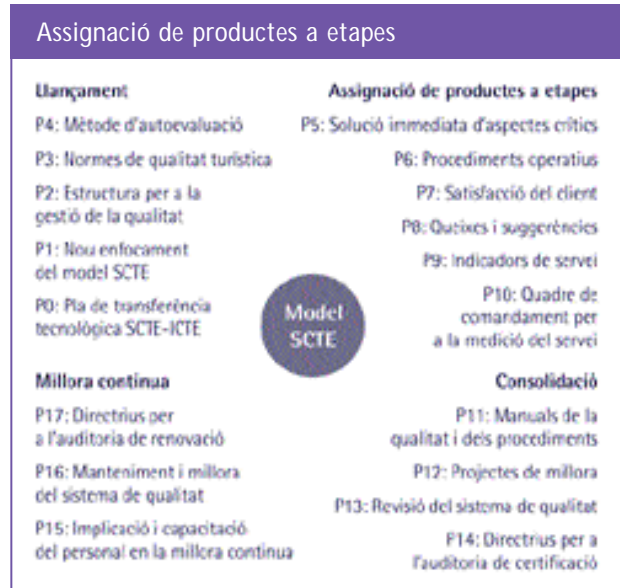 Assignació de productes a etapes
Llançament
P4: Mètode d'autoevaluació
P3: Normes de qualitat turística
P2: Estructura per a la
gestió de la qualitat
P1: Nou enfocament
del model SCTE
P0: Pla de transferència
tecnològica SCTE-ICTE
Assignació de productes a etapes
P5: Solució immediata d'aspectes crítics
P6: Procediments operatius
P7: Satisfacció del client
P8: Queixes i suggerències
P9: Indicadors de servei
P10: Quadre de
comandament per
a la medició del servei
Model
SCTE
Millora contínua
P17: Directrius per
a l'auditoria de renovació
P16: Manteniment i millora
del sistema de qualitat
P15: Implicació i capacitació
del personal en la millora contínua
Consolidació
P11: Manuals de la
qualitat i dels procediments
P12: Projectes de millora
P13: Revisió del sistema de qualitat
P14: Directrius per a
l'auditoria de certificació